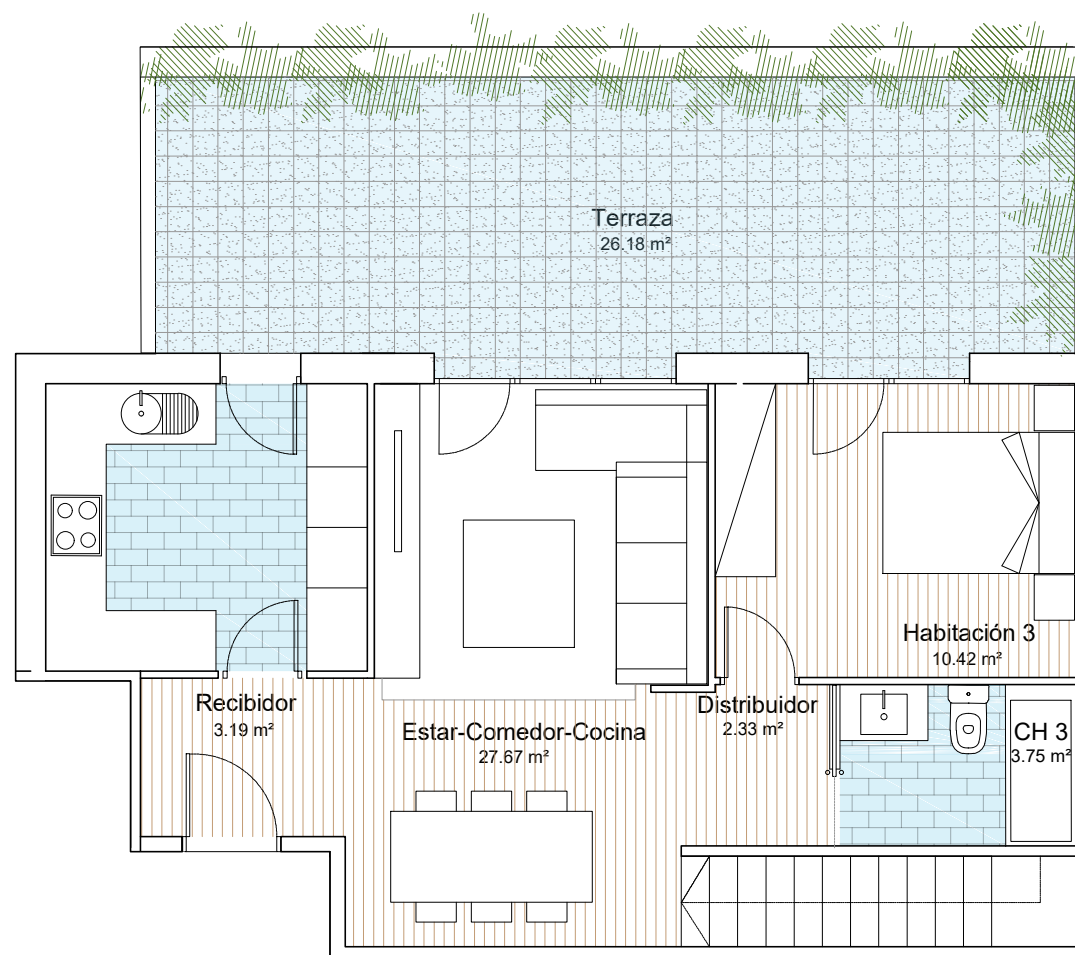 Terraza
26.18 m²
Habitación 3
10.42 m²
Recibidor
3.19 m²
Distribuidor
2.33 m²
Estar-Comedor-Cocina
27.67 m²
CH 3
3.75 m²